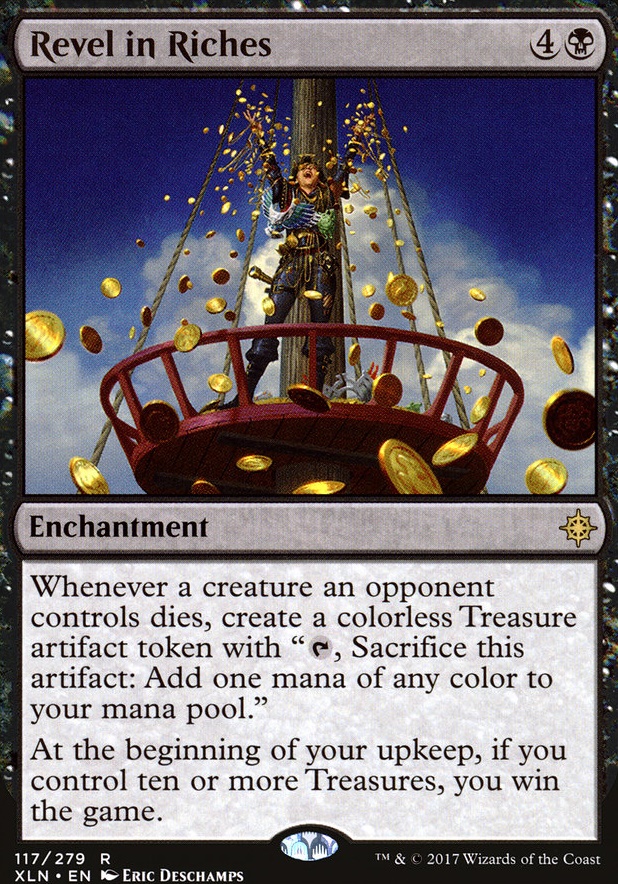 Revel in Riches 4
Enchantment
Whenever a creature an opponent
controls dies, create a colorless Treasure
artifact token with “, Sacrifice this
artifact: Add one mana of any color to
your mana pool.”
At the beginning of your upkeep, if you
control ten or more Treasures, you win
the game.
117/279 R
™ & © 2017 Wizards of the Coast
XLN • EN Eric Deschamps